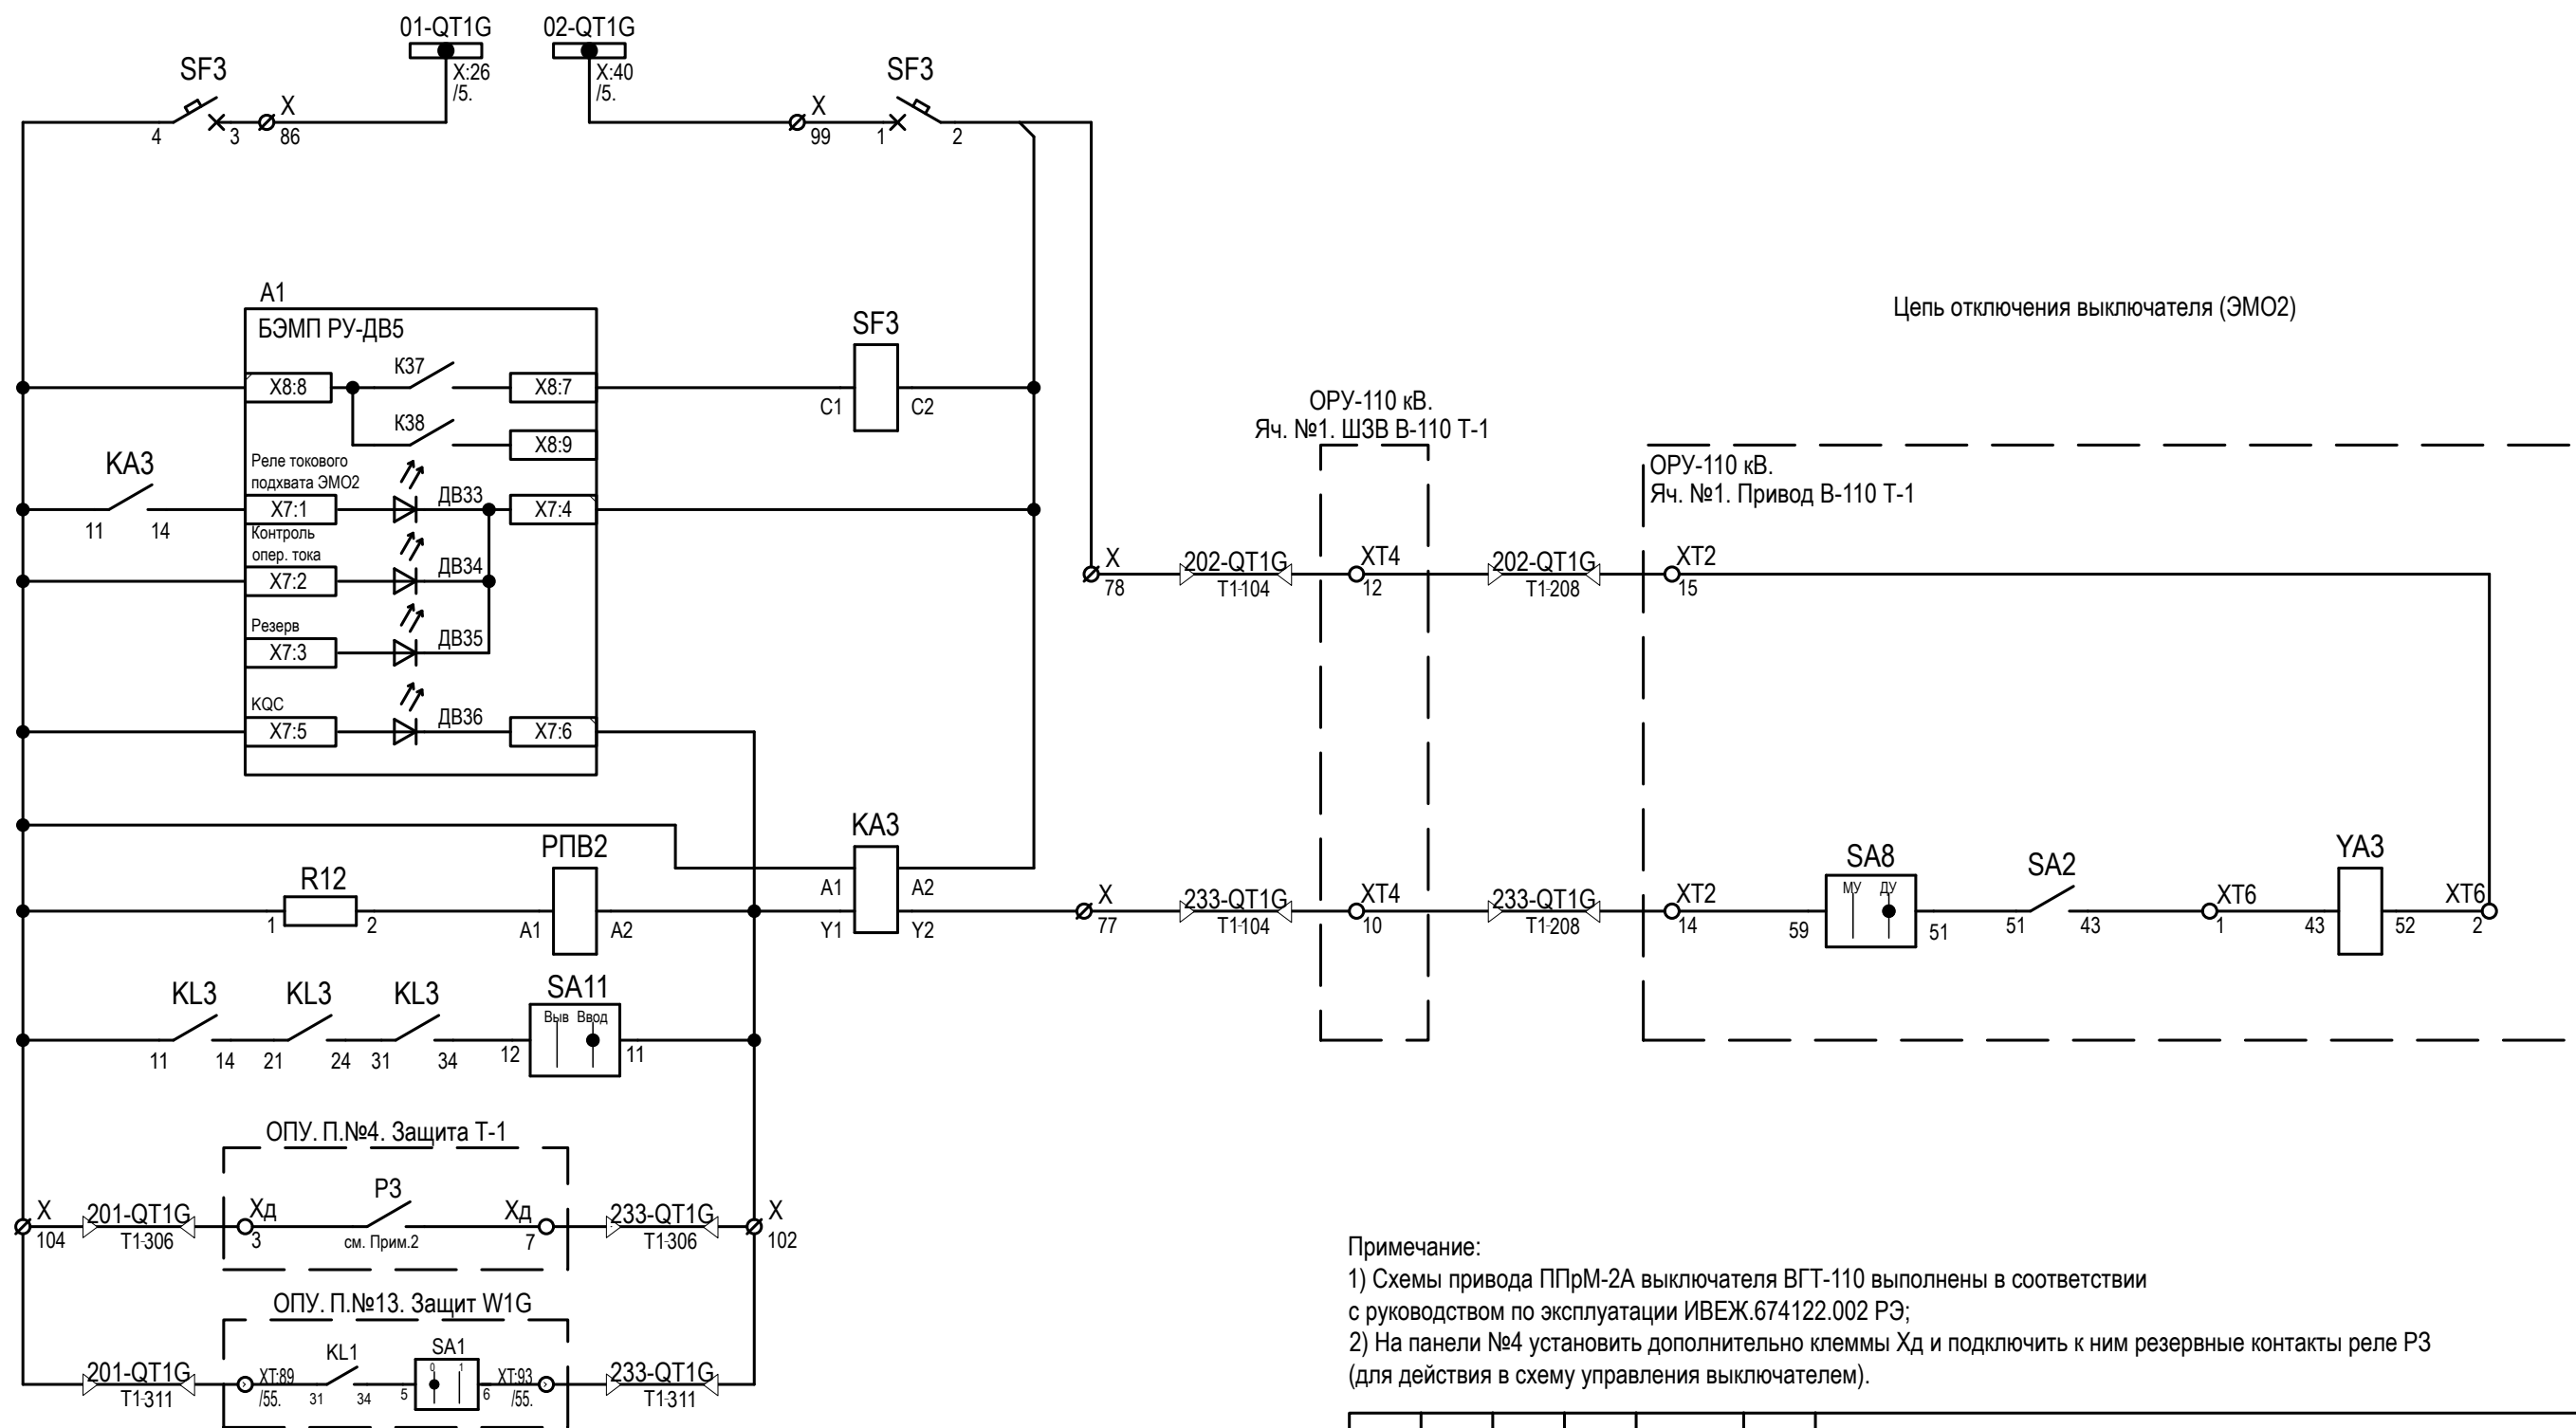 01-QT1G
02-QT1G
X:26
/5.
X:40
/5.
SF3
SF3
4
3
X
86
X
99
1
2
A1
БЭМП РУ-ДВ5
X8:8
К37
X8:7
К38
X8:9
SF3
C1
C2
KA3
11
14
Реле токового
подхвата ЭМО2
X7:1
ДВ33
X7:4
Контроль
опер. тока
X7:2
ДВ34
Резерв
X7:3
ДВ35
KQC
X7:5
ДВ36
X7:6
Цепь отключения выключателя (ЭМО2)
ОРУ-110 кВ.
Яч. №1. ШЗВ В-110 Т-1
ОРУ-110 кВ.
Яч. №1. Привод В-110 Т-1
X
78
202-QT1G
T1-104
XT4
12
202-QT1G
T1-208
XT2
15
R12
1
2
РПВ2
A1
A2
KA3
A1
A2
Y1
Y2
X
77
233-QT1G
T1-104
XT4
10
233-QT1G
T1-208
XT2
14
59
SA8
МУ ДУ
51
SA2
51
43
XT6
1
YA3
43
52
XT6
2
KL3
KL3
KL3
11
14
21
24
31
34
SA11
Выв Ввод
12
11
ОПУ. П.№4. Защита Т-1
X
104
201-QT1G
T1-306
Хд
3
РЗ
см. Прим.2
Хд
7
233-QT1G
T1-306
X
102
ОПУ. П.№13. Защит W1G
201-QT1G
T1-311
XT:89
/55.
KL1
31
34
SA1
0 1
5
6
XT:93
/55.
233-QT1G
T1-311
Примечание:
1) Схемы привода ППрМ-2А выключателя ВГТ-110 выполнены в соответствии
с руководством по эксплуатации ИВЕЖ.674122.002 РЭ;
2) На панели №4 установить дополнительно клеммы Хд и подключить к ним резервные контакты реле РЗ
(для действия в схему управления выключателем).